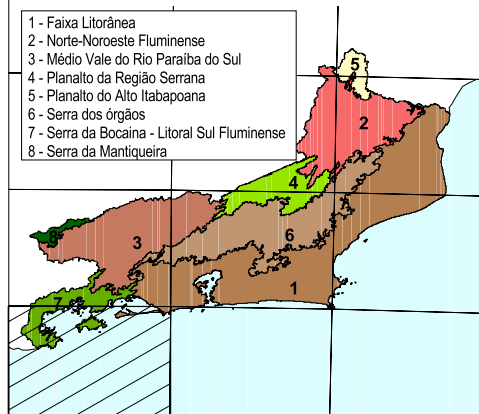 1 - Faixa Litorânea
2 - Norte-Noroeste Fluminense
3 - Médio Vale do Rio Paraíba do Sul
4 - Planalto da Região Serrana
5 - Planalto do Alto Itabapoana
6 - Serra dos órgãos
7 - Serra da Bocaina - Litoral Sul Fluminense
8 - Serra da Mantiqueira
5
2
4
8
3
6
7
1